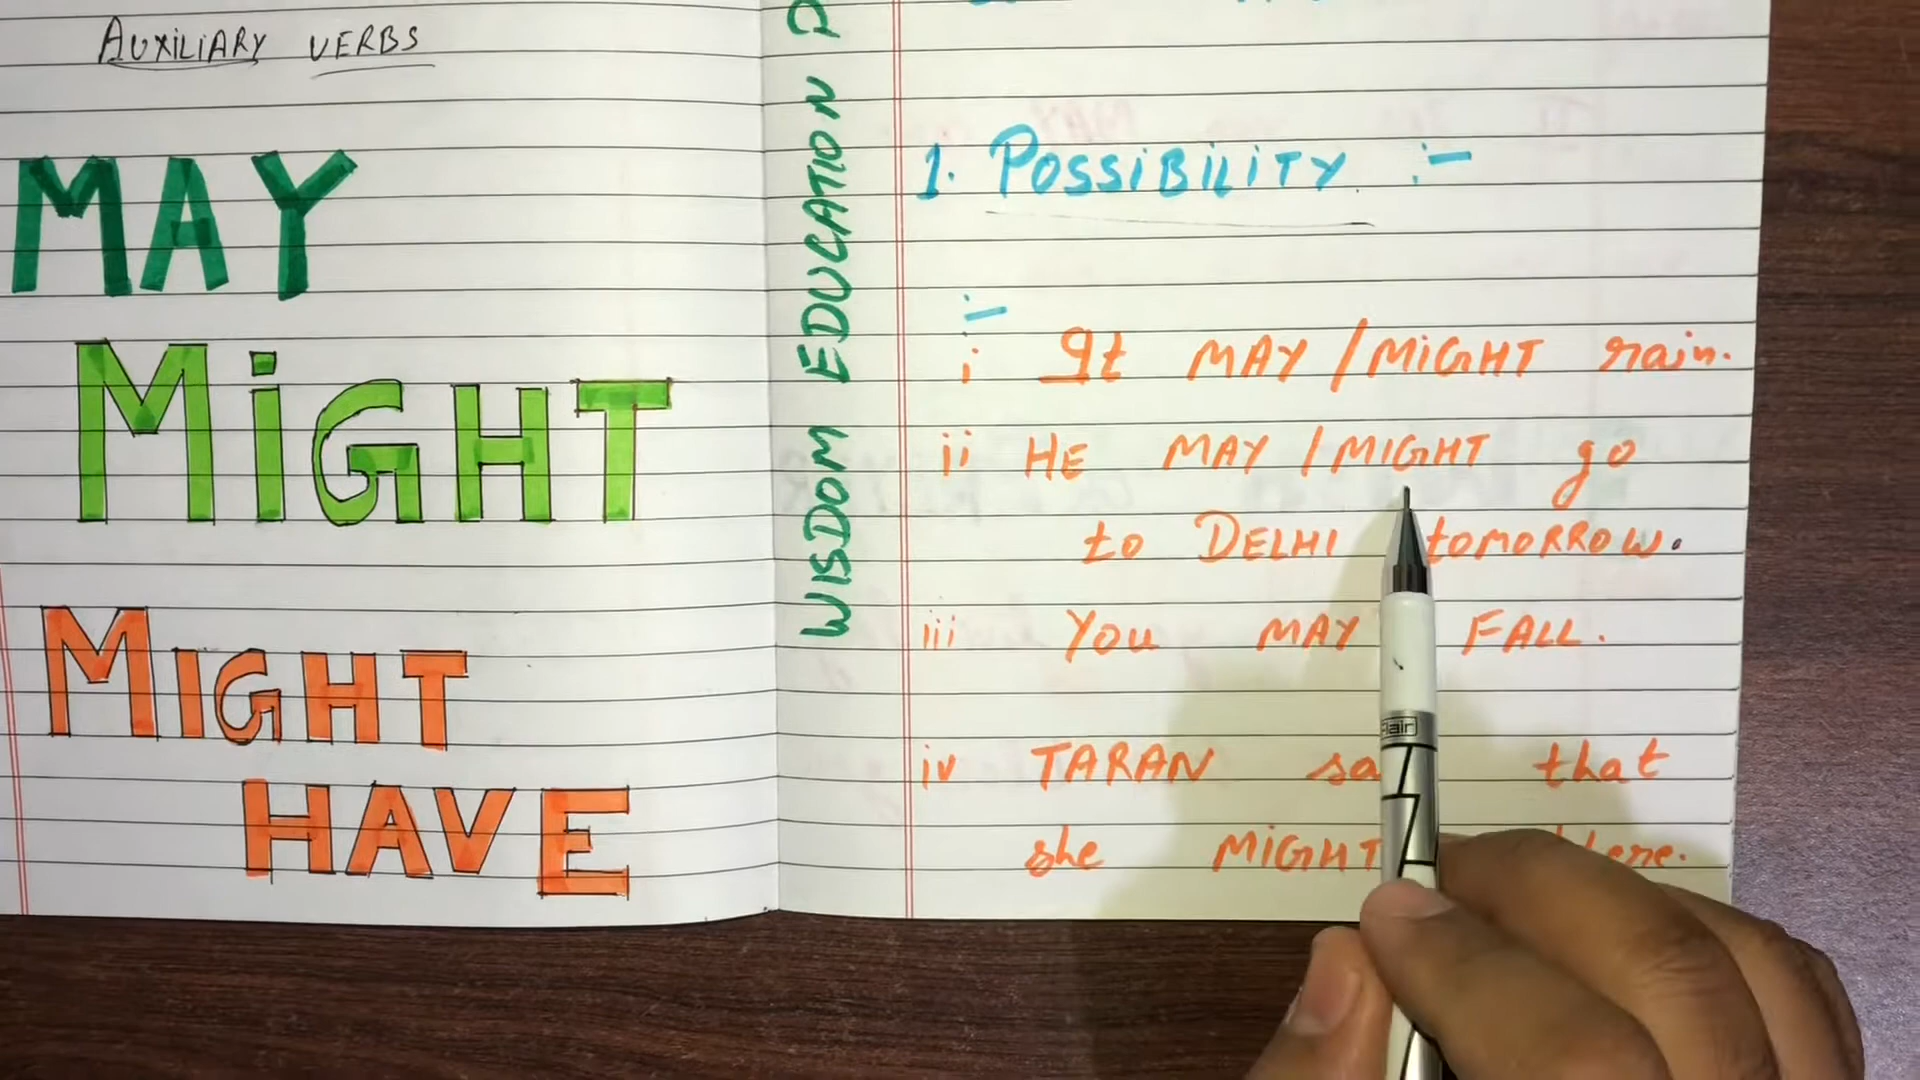 AUXILIARY VERBS
MAY
MiGHT
MIGHT
HAVE
WISDOM EDUCATION
1. POSSiBiLiTY :-
:-
i It MAY /MiGHT rain.
ii HE MAY /MIGHT go
to DELHI tomoRRow.
iii You MAY FALL.
iv TARAN that
she MiGHT
Flair